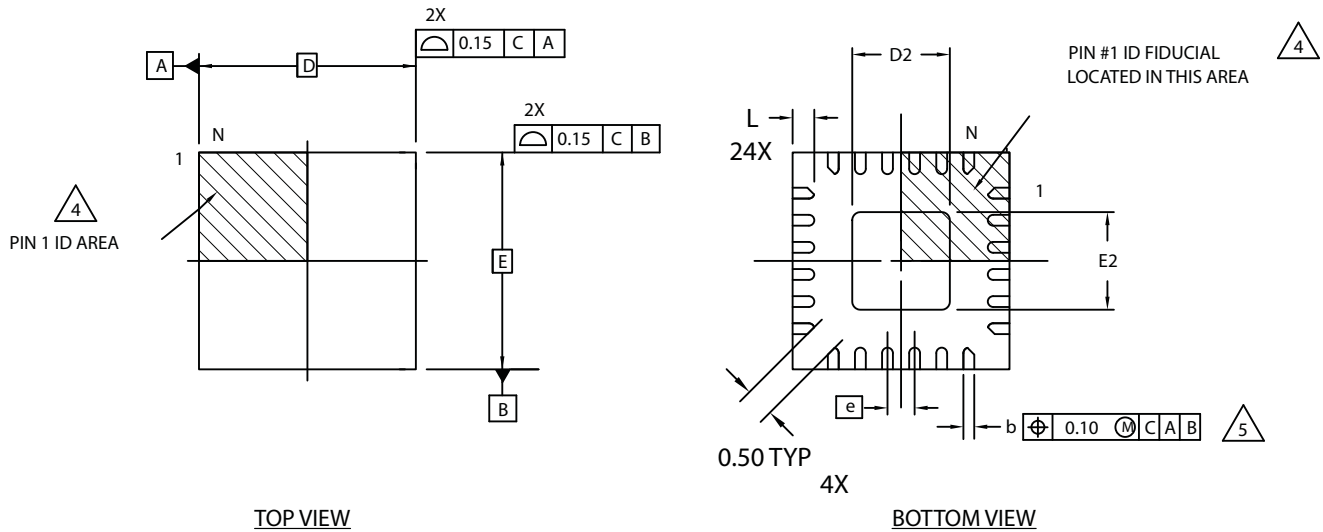 2X
0.15 C A
A
D
2X
0.15 C B
N
1
4
PIN 1 ID AREA
E
B
TOP VIEW
D2
PIN #1 ID FIDUCIAL
LOCATED IN THIS AREA
4
L
24X
N
1
E2
e
b 0.10 M C A B
5
0.50 TYP
4X
BOTTOM VIEW